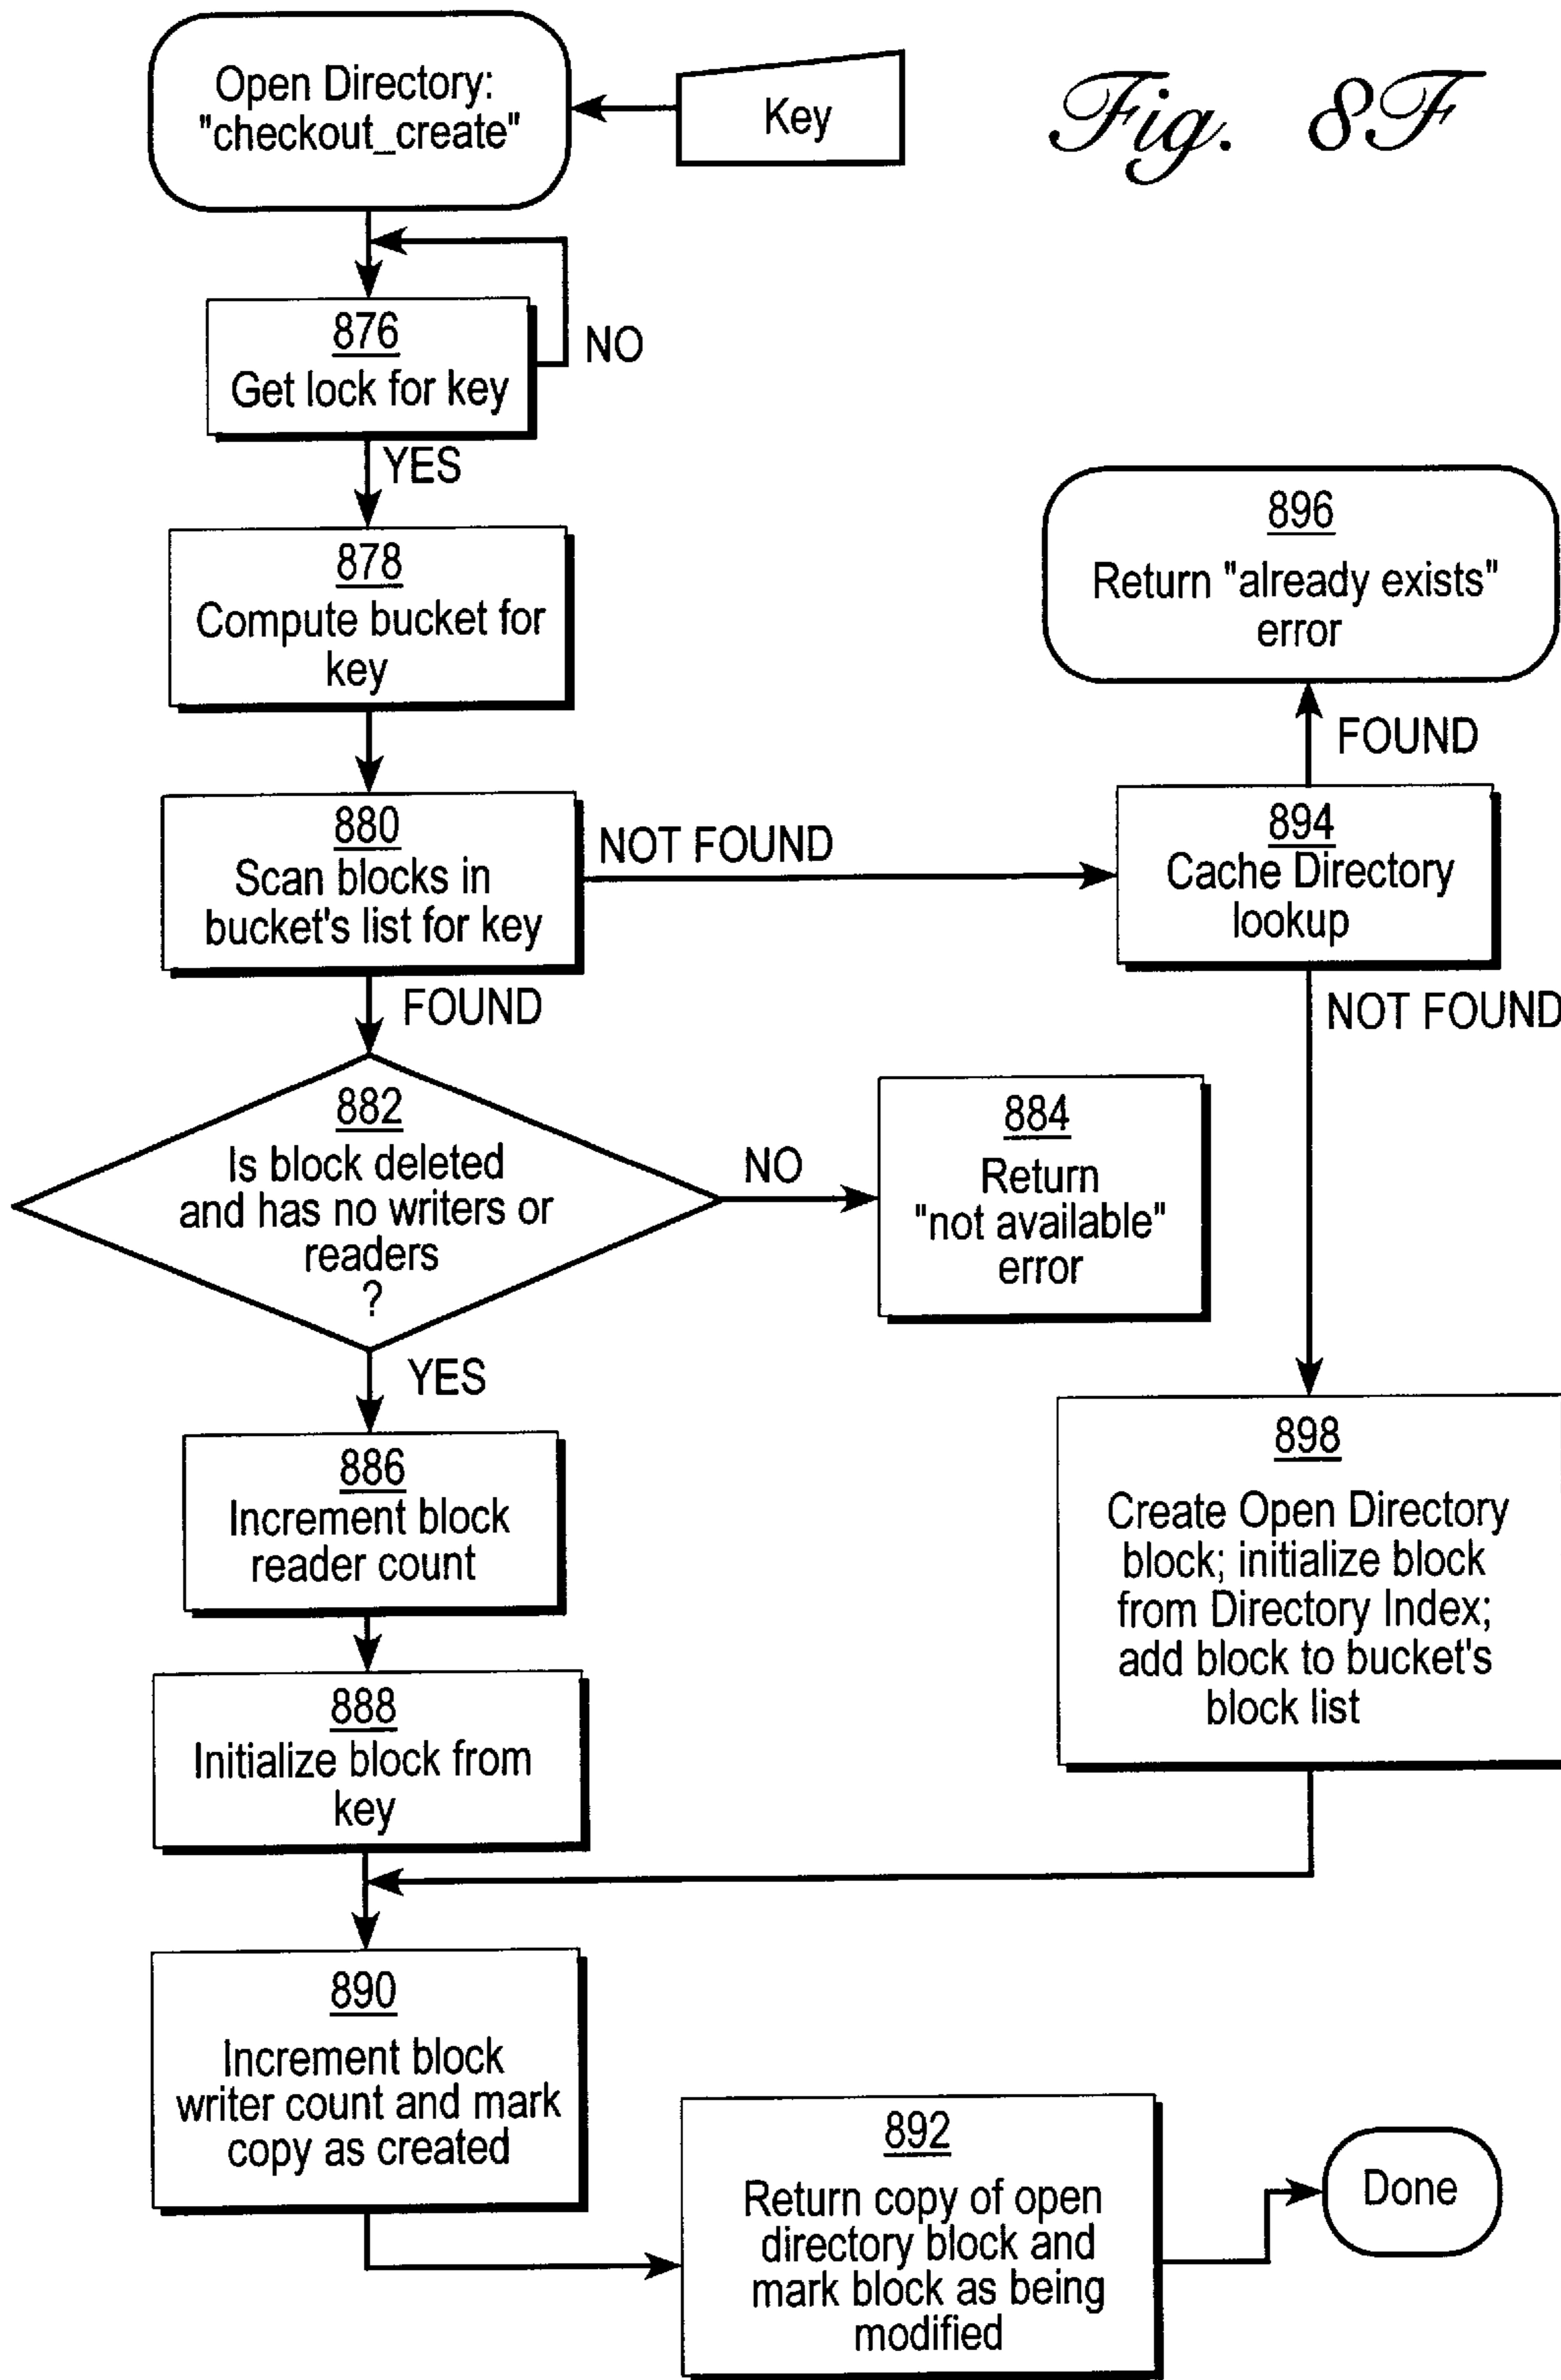 Open Directory:
"checkout_create"
Key
Fig. 8F
876
Get lock for key
NO
YES
878
Compute bucket for
key
896
Return "already exists"
error
FOUND
880
Scan blocks in
bucket's list for key
NOT FOUND
894
Cache Directory
lookup
FOUND
NOT FOUND
882
Is block deleted
and has no writers or
readers
?
NO
884
Return
"not available"
error
YES
886
Increment block
reader count
898
Create Open Directory
block; initialize block
from Directory Index;
add block to bucket's
block list
888
Initialize block from
key
890
Increment block
writer count and mark
copy as created
892
Return copy of open
directory block and
mark block as being
modified
Done